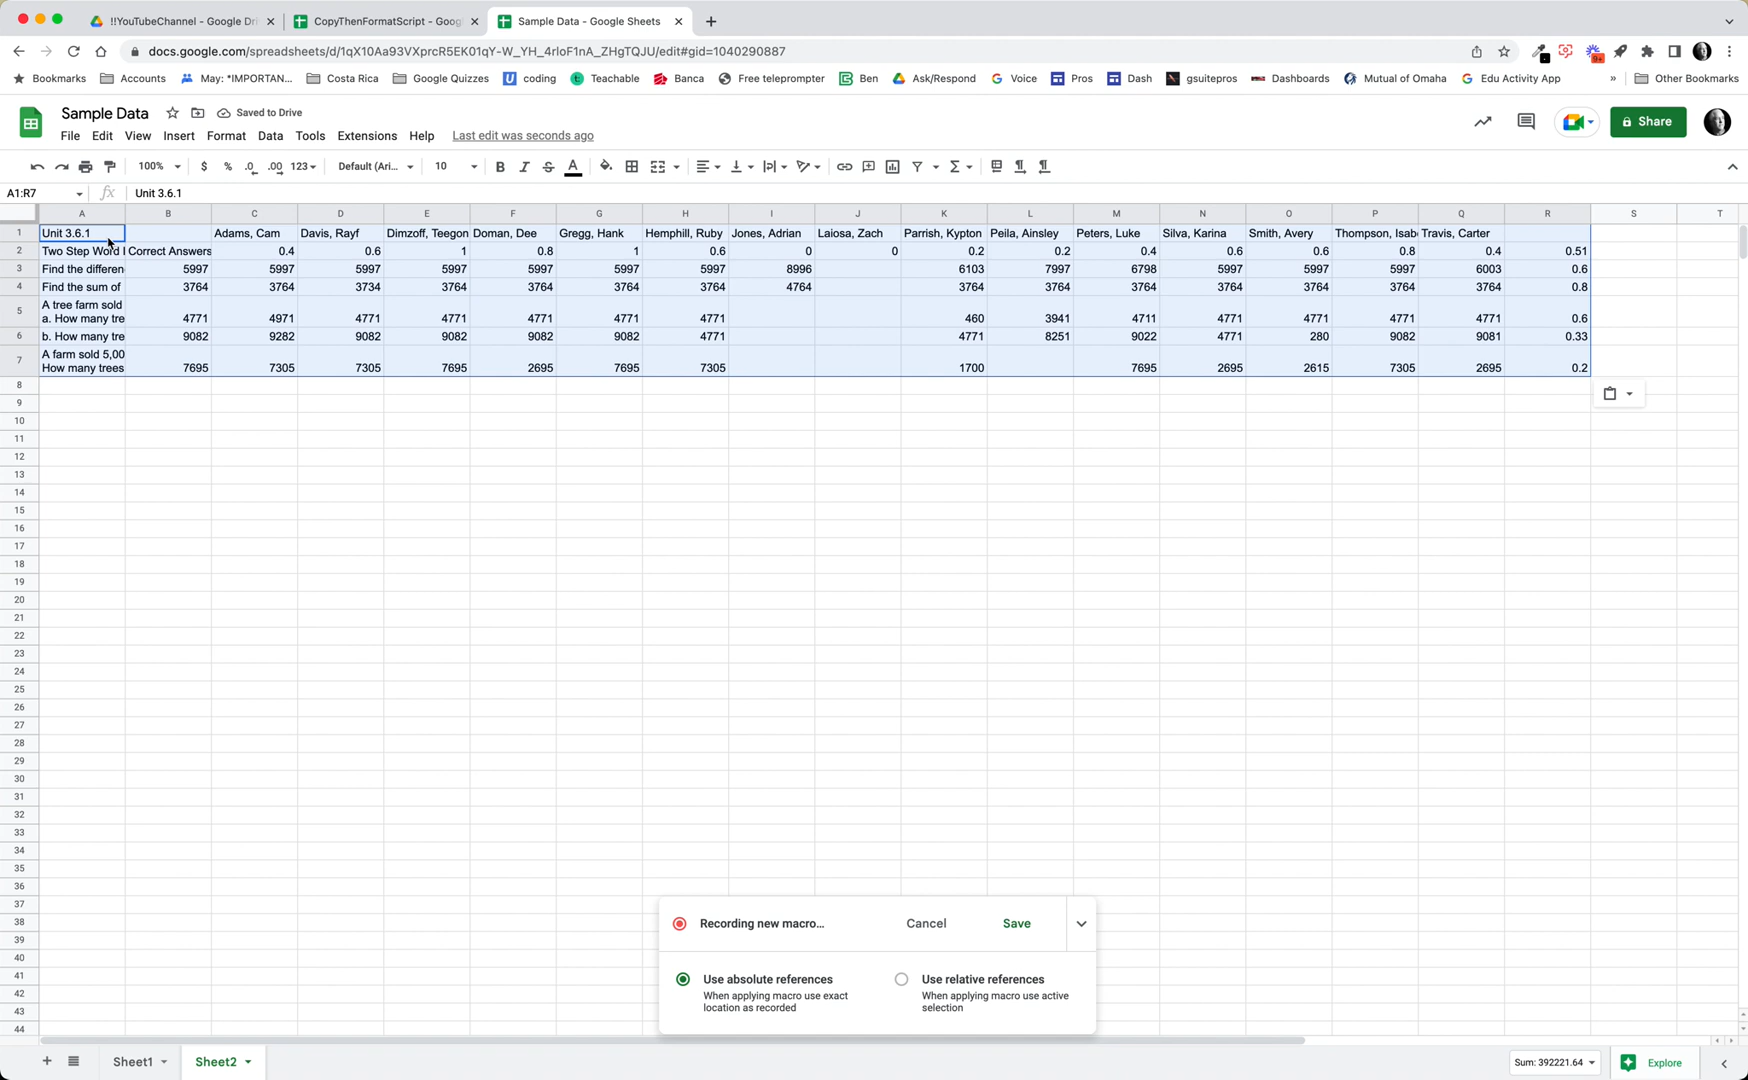 !!YouTubeChannel - Google Dri
CopyThenFormatScript - Goog
Sample Data - Google Sheets
docs.google.com/spreadsheets/d/1qX10Aa93VXprcR5EK01qY-W_YH_4rloF1nA_ZHgTQJU/edit#gid=1040290887
Bookmarks Accounts May: *IMPORTAN... Costa Rica Google Quizzes coding Teachable Banca Free teleprompter Ben Ask/Respond Voice Pros Dash gsuitepros Dashboards Mutual of Omaha Edu Activity App » Other Bookmarks
Sample Data Saved to Drive
File Edit View Insert Format Data Tools Extensions Help Last edit was seconds ago
Share
100% $ % .0 .00 123 Default (Ari... 10 B I S A
A1:R7 fx Unit 3.6.1
A B C D E F G H I J K L M N O P Q R S T
1 Unit 3.6.1 Adams, Cam Davis, Rayf Dimzoff, Teegon Doman, Dee Gregg, Hank Hemphill, Ruby Jones, Adrian Laiosa, Zach Parrish, Kypton Peila, Ainsley Peters, Luke Silva, Karina Smith, Avery Thompson, Isab Travis, Carter
2 Two Step Word Correct Answers 0.4 0.6 1 0.8 1 0.6 0 0 0.2 0.2 0.4 0.6 0.6 0.8 0.4 0.51
3 Find the differen 5997 5997 5997 5997 5997 5997 5997 8996 6103 7997 6798 5997 5997 5997 6003 0.6
4 Find the sum of 3764 3764 3734 3764 3764 3764 3764 4764 3764 3764 3764 3764 3764 3764 3764 0.8
A tree farm sold
5 a. How many tre 4771 4971 4771 4771 4771 4771 4771 460 3941 4711 4771 4771 4771 4771 0.6
6 b. How many tre 9082 9282 9082 9082 9082 9082 4771 4771 8251 9022 4771 280 9082 9081 0.33
A farm sold 5,00
7 How many trees 7695 7305 7305 7695 2695 7695 7305 1700 7695 2695 2615 7305 2695 0.2
8
9
10
11
12
13
14
15
16
17
18
19
20
21
22
23
24
25
26
27
28
29
30
31
32
33
34
35
36
37
38
39
40
41
42
43
44
Recording new macro... Cancel Save
Use absolute references
When applying macro use exact
location as recorded
Use relative references
When applying macro use active
selection
Sheet1 Sheet2 Sum: 392221.64 Explore